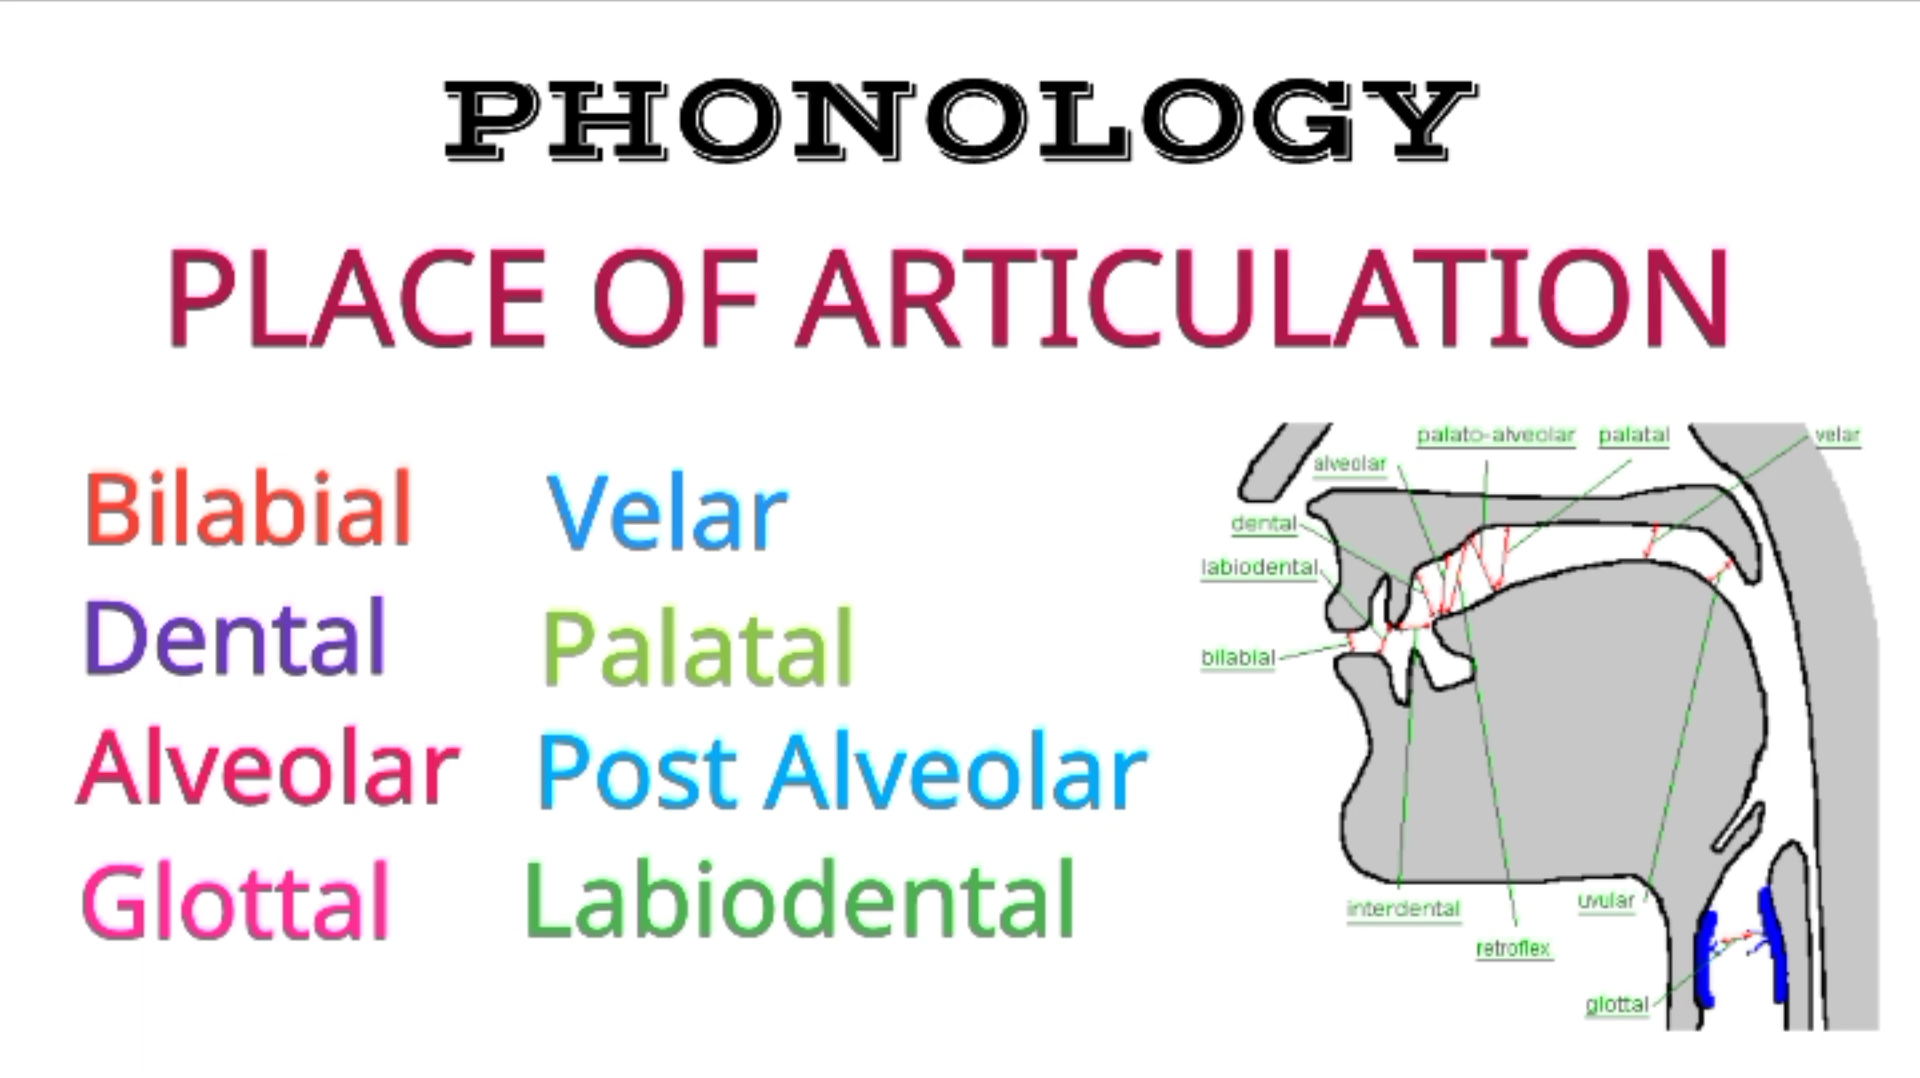 PHONOLOGY
PLACE OF ARTICULATION
Bilabial
Dental
Alveolar
Glottal
Velar
Palatal
Post Alveolar
Labiodental
palato-alveolar
palatal
velar
alveolar
dental
labiodental
bilabial
interdental
uvular
retroflex
glottal